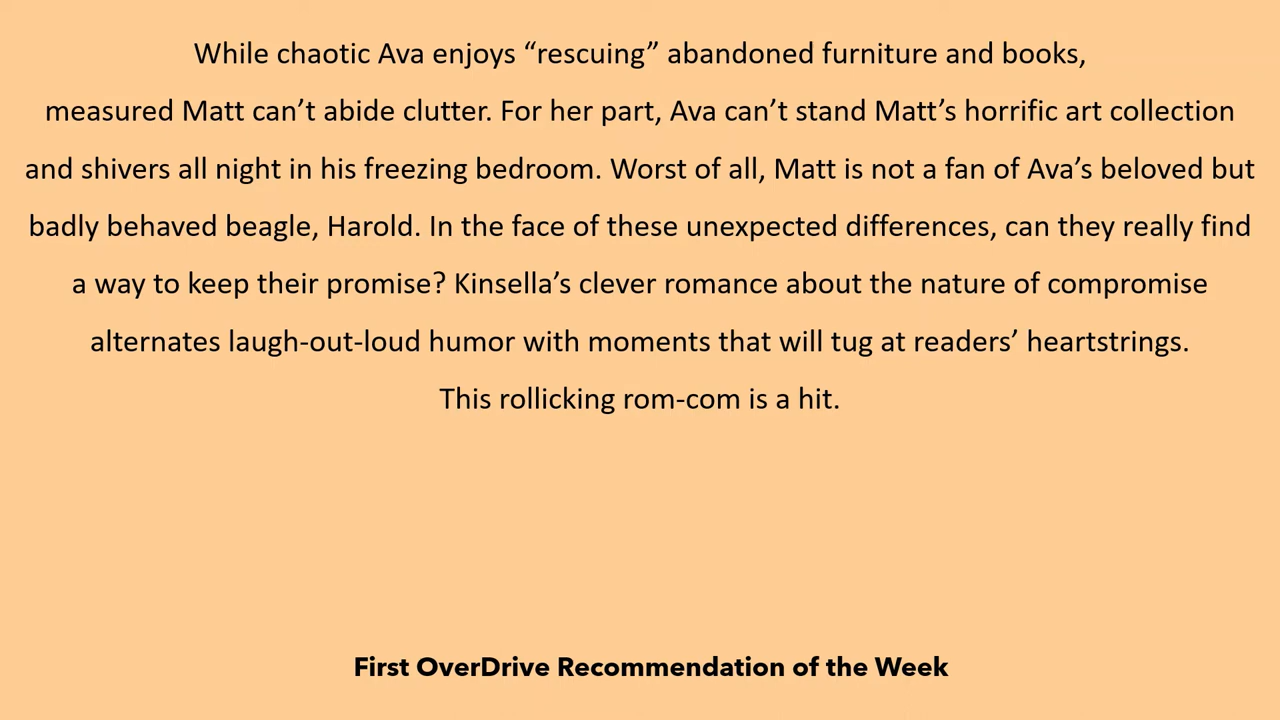 While chaotic Ava enjoys “rescuing” abandoned furniture and books,
measured Matt can’t abide clutter. For her part, Ava can’t stand Matt’s horrific art collection
and shivers all night in his freezing bedroom. Worst of all, Matt is not a fan of Ava’s beloved but
badly behaved beagle, Harold. In the face of these unexpected differences, can they really find
a way to keep their promise? Kinsella’s clever romance about the nature of compromise
alternates laugh-out-loud humor with moments that will tug at readers’ heartstrings.
This rollicking rom-com is a hit.
First OverDrive Recommendation of the Week